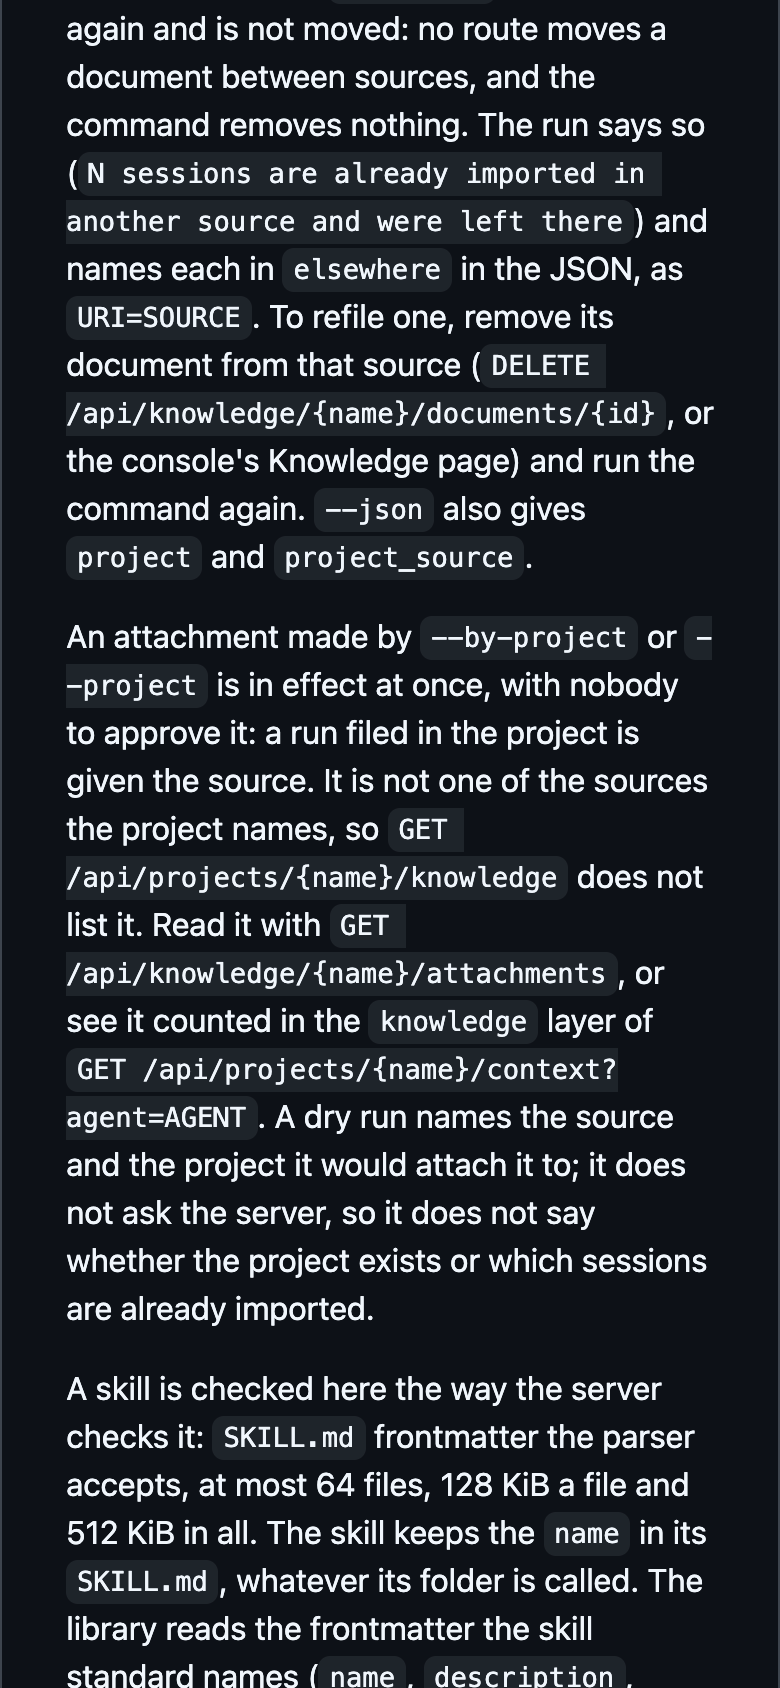 again and is not moved: no route moves a
document between sources, and the
command removes nothing. The run says so
(N sessions are already imported in
another source and were left there) and
names each in elsewhere in the JSON, as
URI=SOURCE. To refile one, remove its
document from that source (DELETE
/api/knowledge/{name}/documents/{id}, or
the console's Knowledge page) and run the
command again. --json also gives
project and project_source.
An attachment made by --by-project or -
-project is in effect at once, with nobody
to approve it: a run filed in the project is
given the source. It is not one of the sources
the project names, so GET
/api/projects/{name}/knowledge does not
list it. Read it with GET
/api/knowledge/{name}/attachments, or
see it counted in the knowledge layer of
GET /api/projects/{name}/context?
agent=AGENT. A dry run names the source
and the project it would attach it to; it does
not ask the server, so it does not say
whether the project exists or which sessions
are already imported.
A skill is checked here the way the server
checks it: SKILL.md frontmatter the parser
accepts, at most 64 files, 128 KiB a file and
512 KiB in all. The skill keeps the name in its
SKILL.md, whatever its folder is called. The
library reads the frontmatter the skill
standard names (name, description,